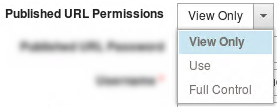 Published URL Permissions View Only
View Only
Use
Full Control